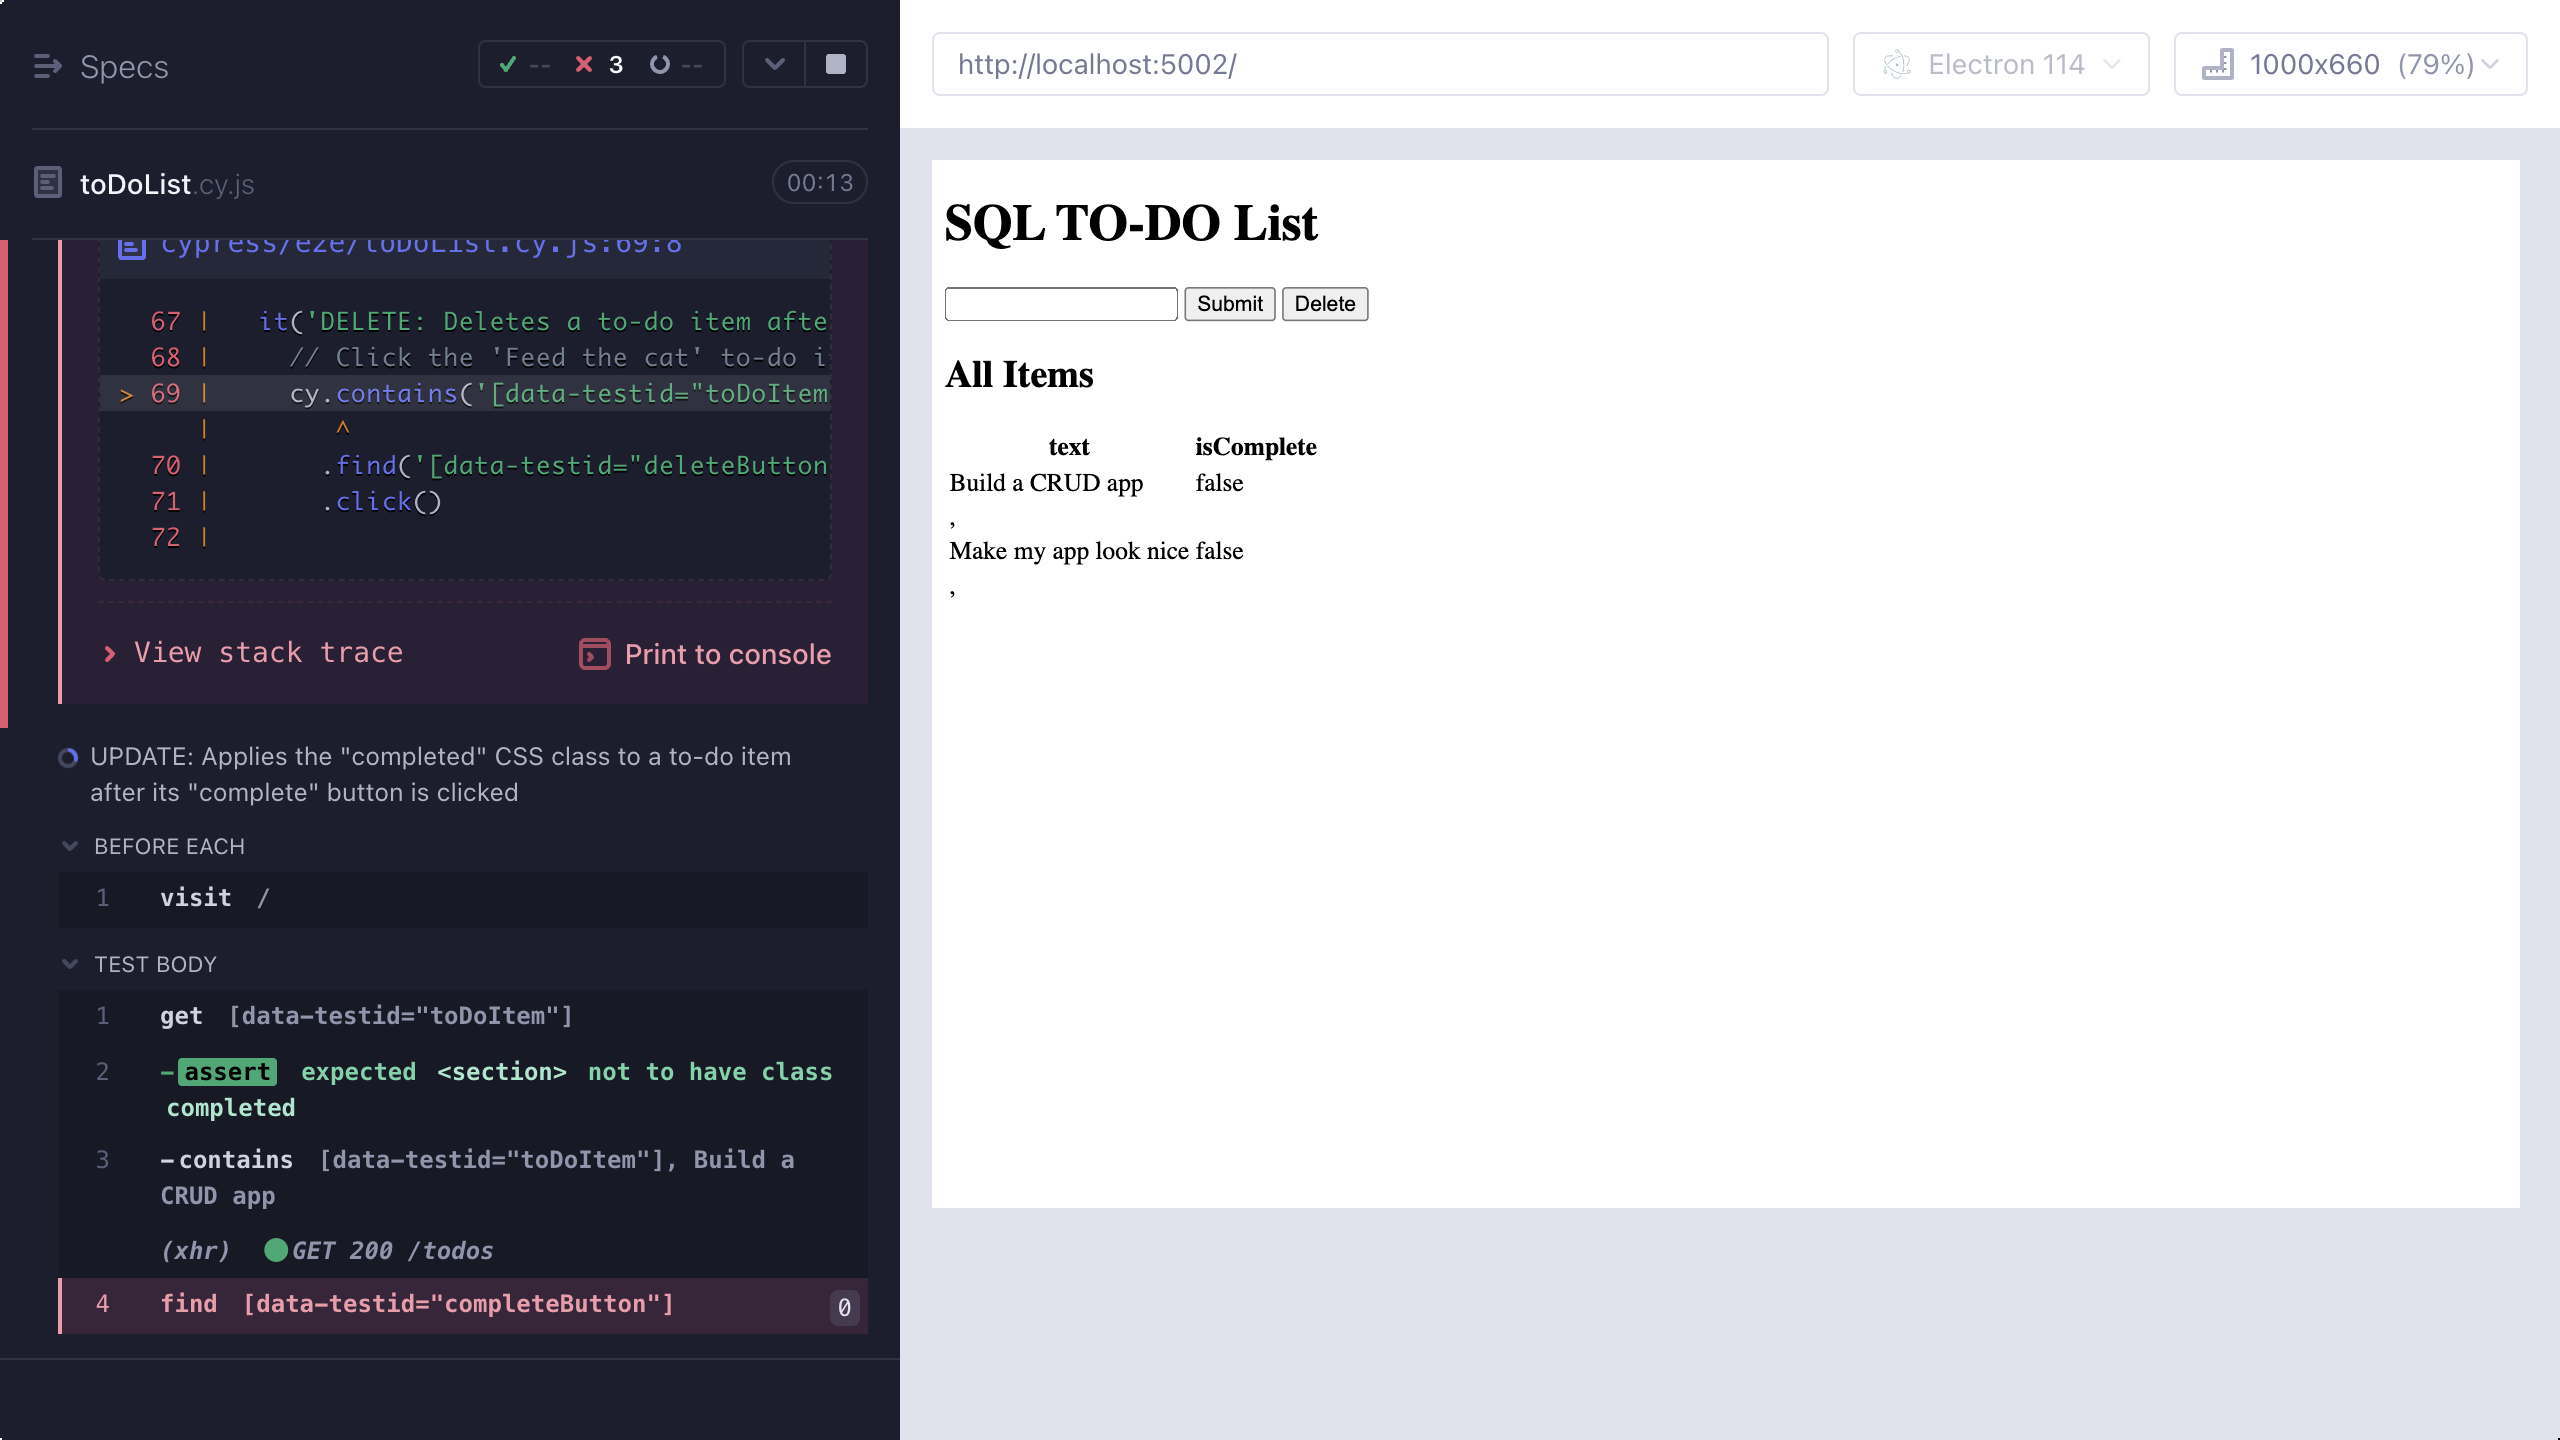 Specs
-- 3 --
toDoList.cy.js
00:13
cypress/e2e/toDoList.cy.js:69:8
67 | it('DELETE: Deletes a to-do item afte
68 | // Click the 'Feed the cat' to-do i
> 69 | cy.contains('[data-testid="toDoItem
| ^
70 | .find('[data-testid="deleteButton
71 | .click()
72 |
View stack trace
Print to console
UPDATE: Applies the "completed" CSS class to a to-do item
after its "complete" button is clicked
BEFORE EACH
1 visit /
TEST BODY
1 get [data-testid="toDoItem"]
2 -assert expected <section> not to have class
completed
3 -contains [data-testid="toDoItem"], Build a
CRUD app
(xhr) GET 200 /todos
4 find [data-testid="completeButton"] 0
http://localhost:5002/
Electron 114
1000x660 (79%)
SQL TO-DO List
Submit Delete
All Items
text isComplete
Build a CRUD app false
,
Make my app look nice false
,